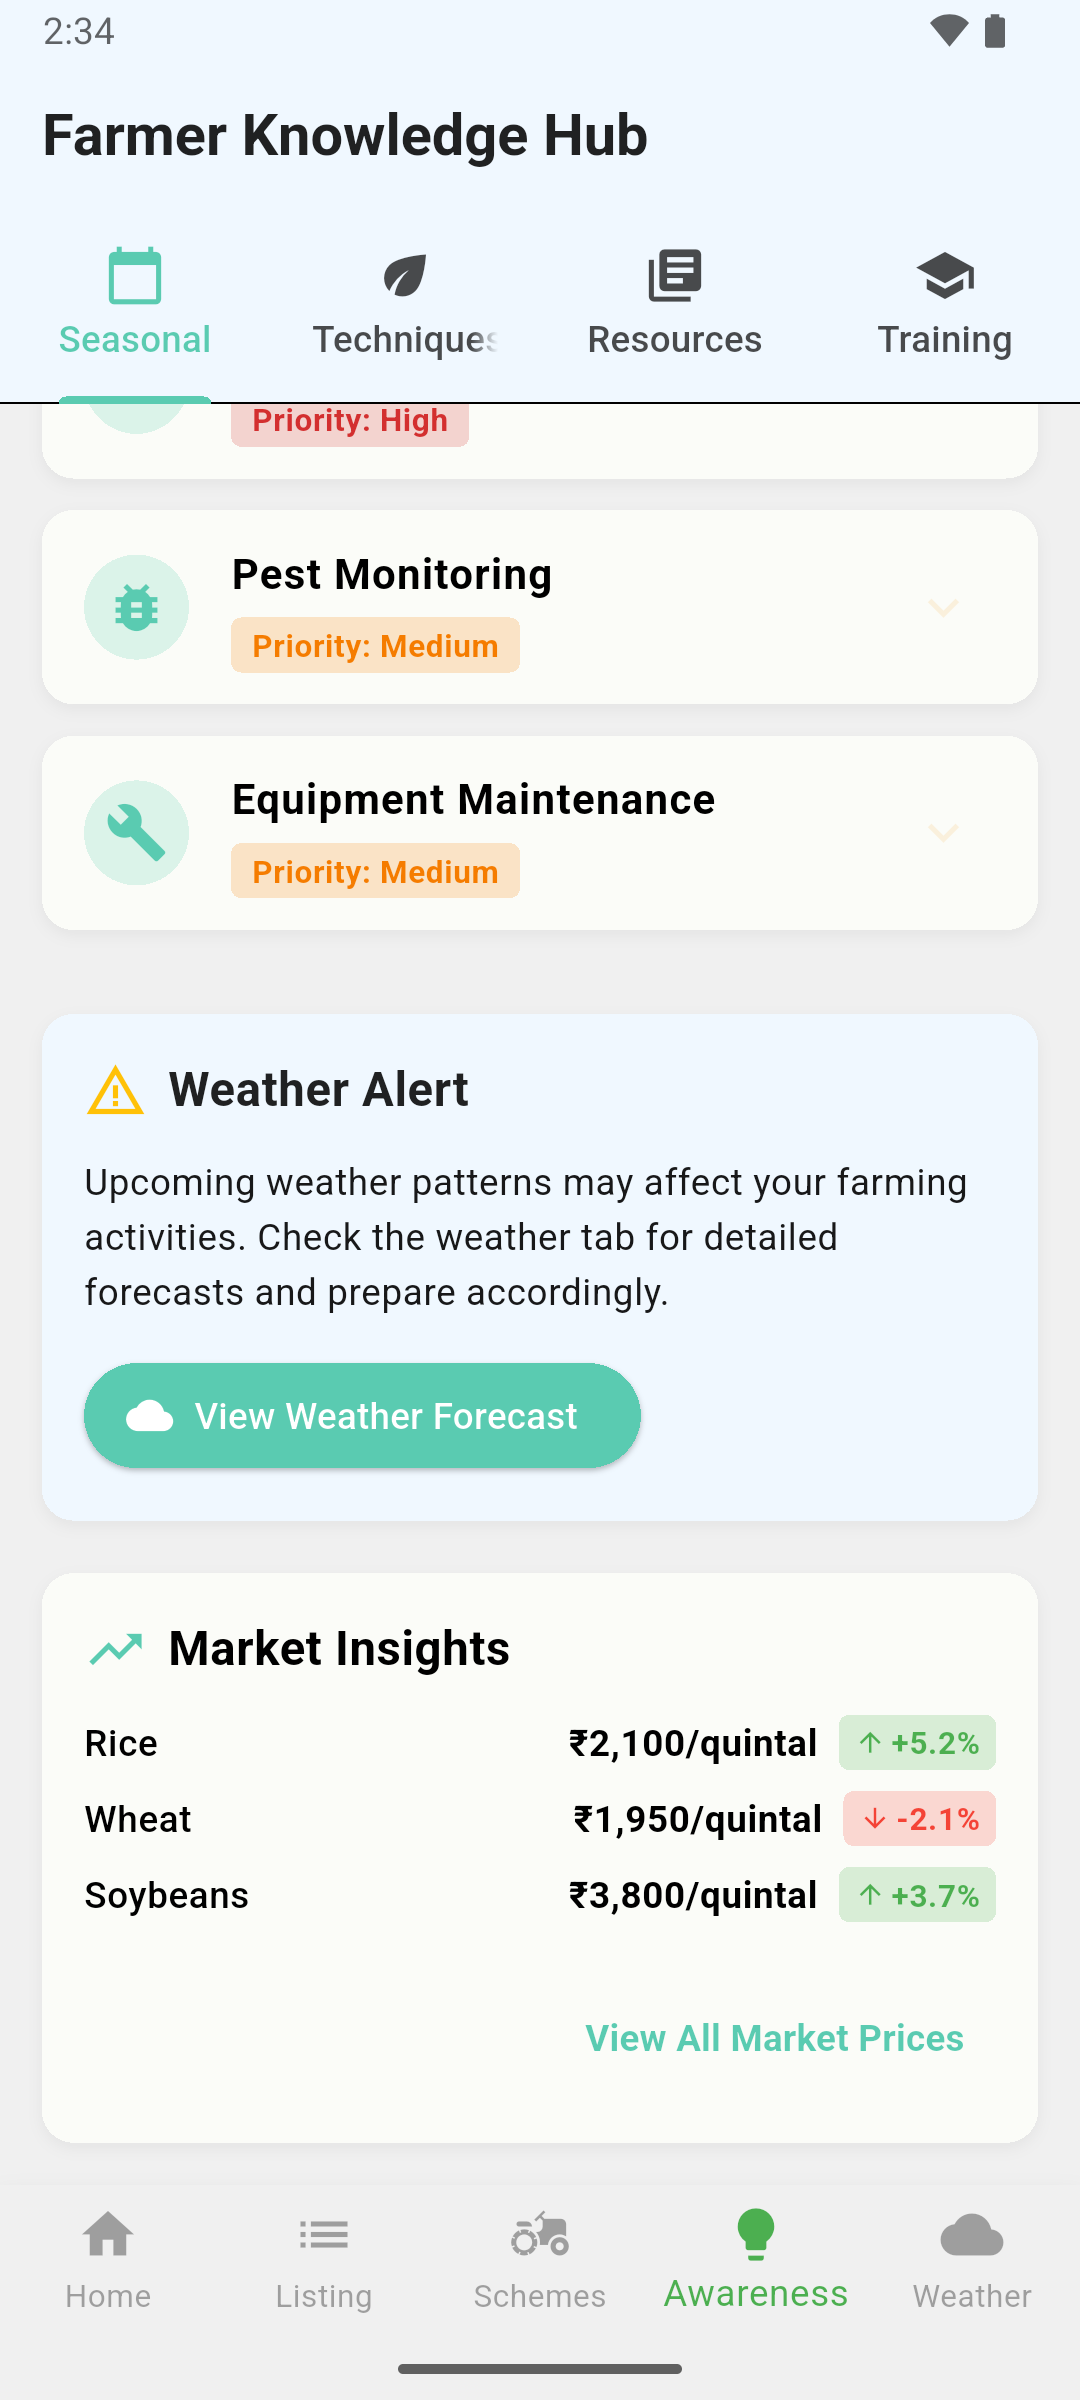 2:34
Farmer Knowledge Hub
Seasonal
Techniques
Resources
Training
Priority: High
Pest Monitoring
Priority: Medium
Equipment Maintenance
Priority: Medium
Weather Alert
Upcoming weather patterns may affect your farming
activities. Check the weather tab for detailed
forecasts and prepare accordingly.
View Weather Forecast
Market Insights
Rice ₹2,100/quintal ↑ +5.2%
Wheat ₹1,950/quintal ↓ -2.1%
Soybeans ₹3,800/quintal ↑ +3.7%
View All Market Prices
Home
Listing
Schemes
Awareness
Weather